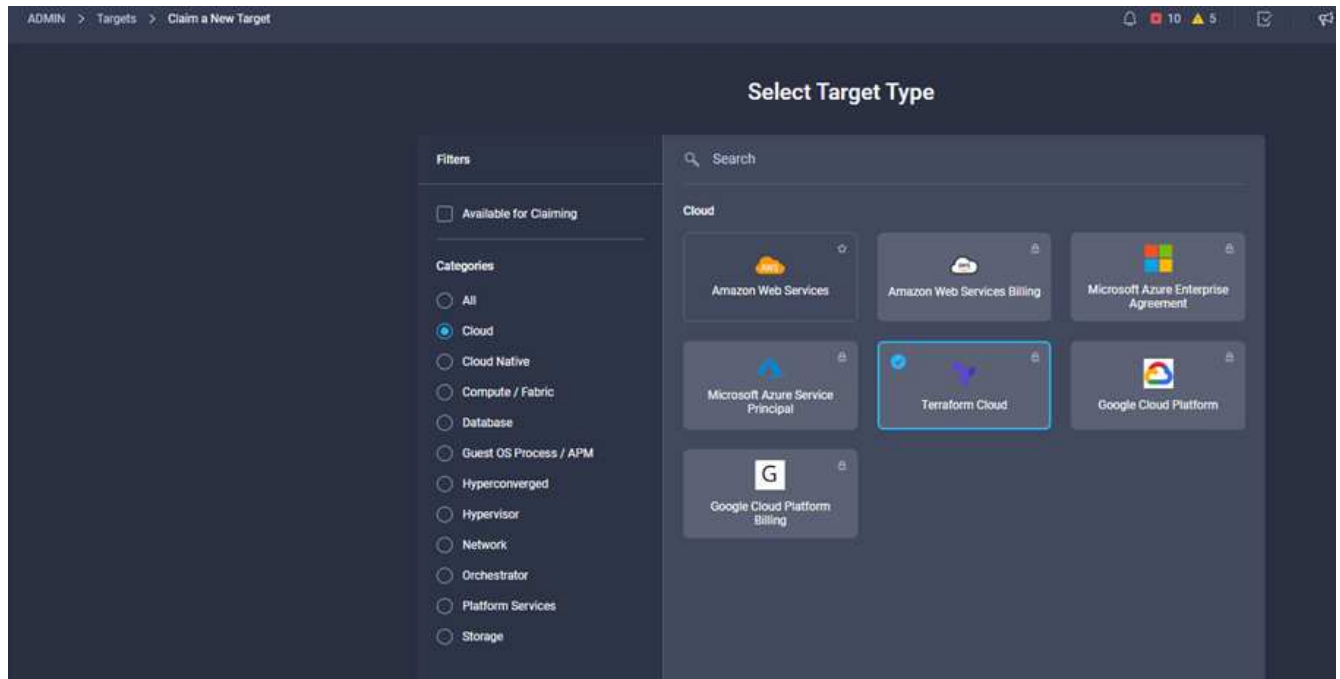 ADMIN > Targets > Claim a New Target
10 5
Select Target Type
Filters
Search
Available for Claiming
Cloud
Categories
All
Cloud
Cloud Native
Compute / Fabric
Database
Guest OS Process / APM
Hyperconverged
Hypervisor
Network
Orchestrator
Platform Services
Storage
aws
Amazon Web Services
aws
Amazon Web Services Billing
Microsoft Azure Enterprise
Agreement
Microsoft Azure Service
Principal
Terraform Cloud
Google Cloud Platform
G
Google Cloud Platform
Billing